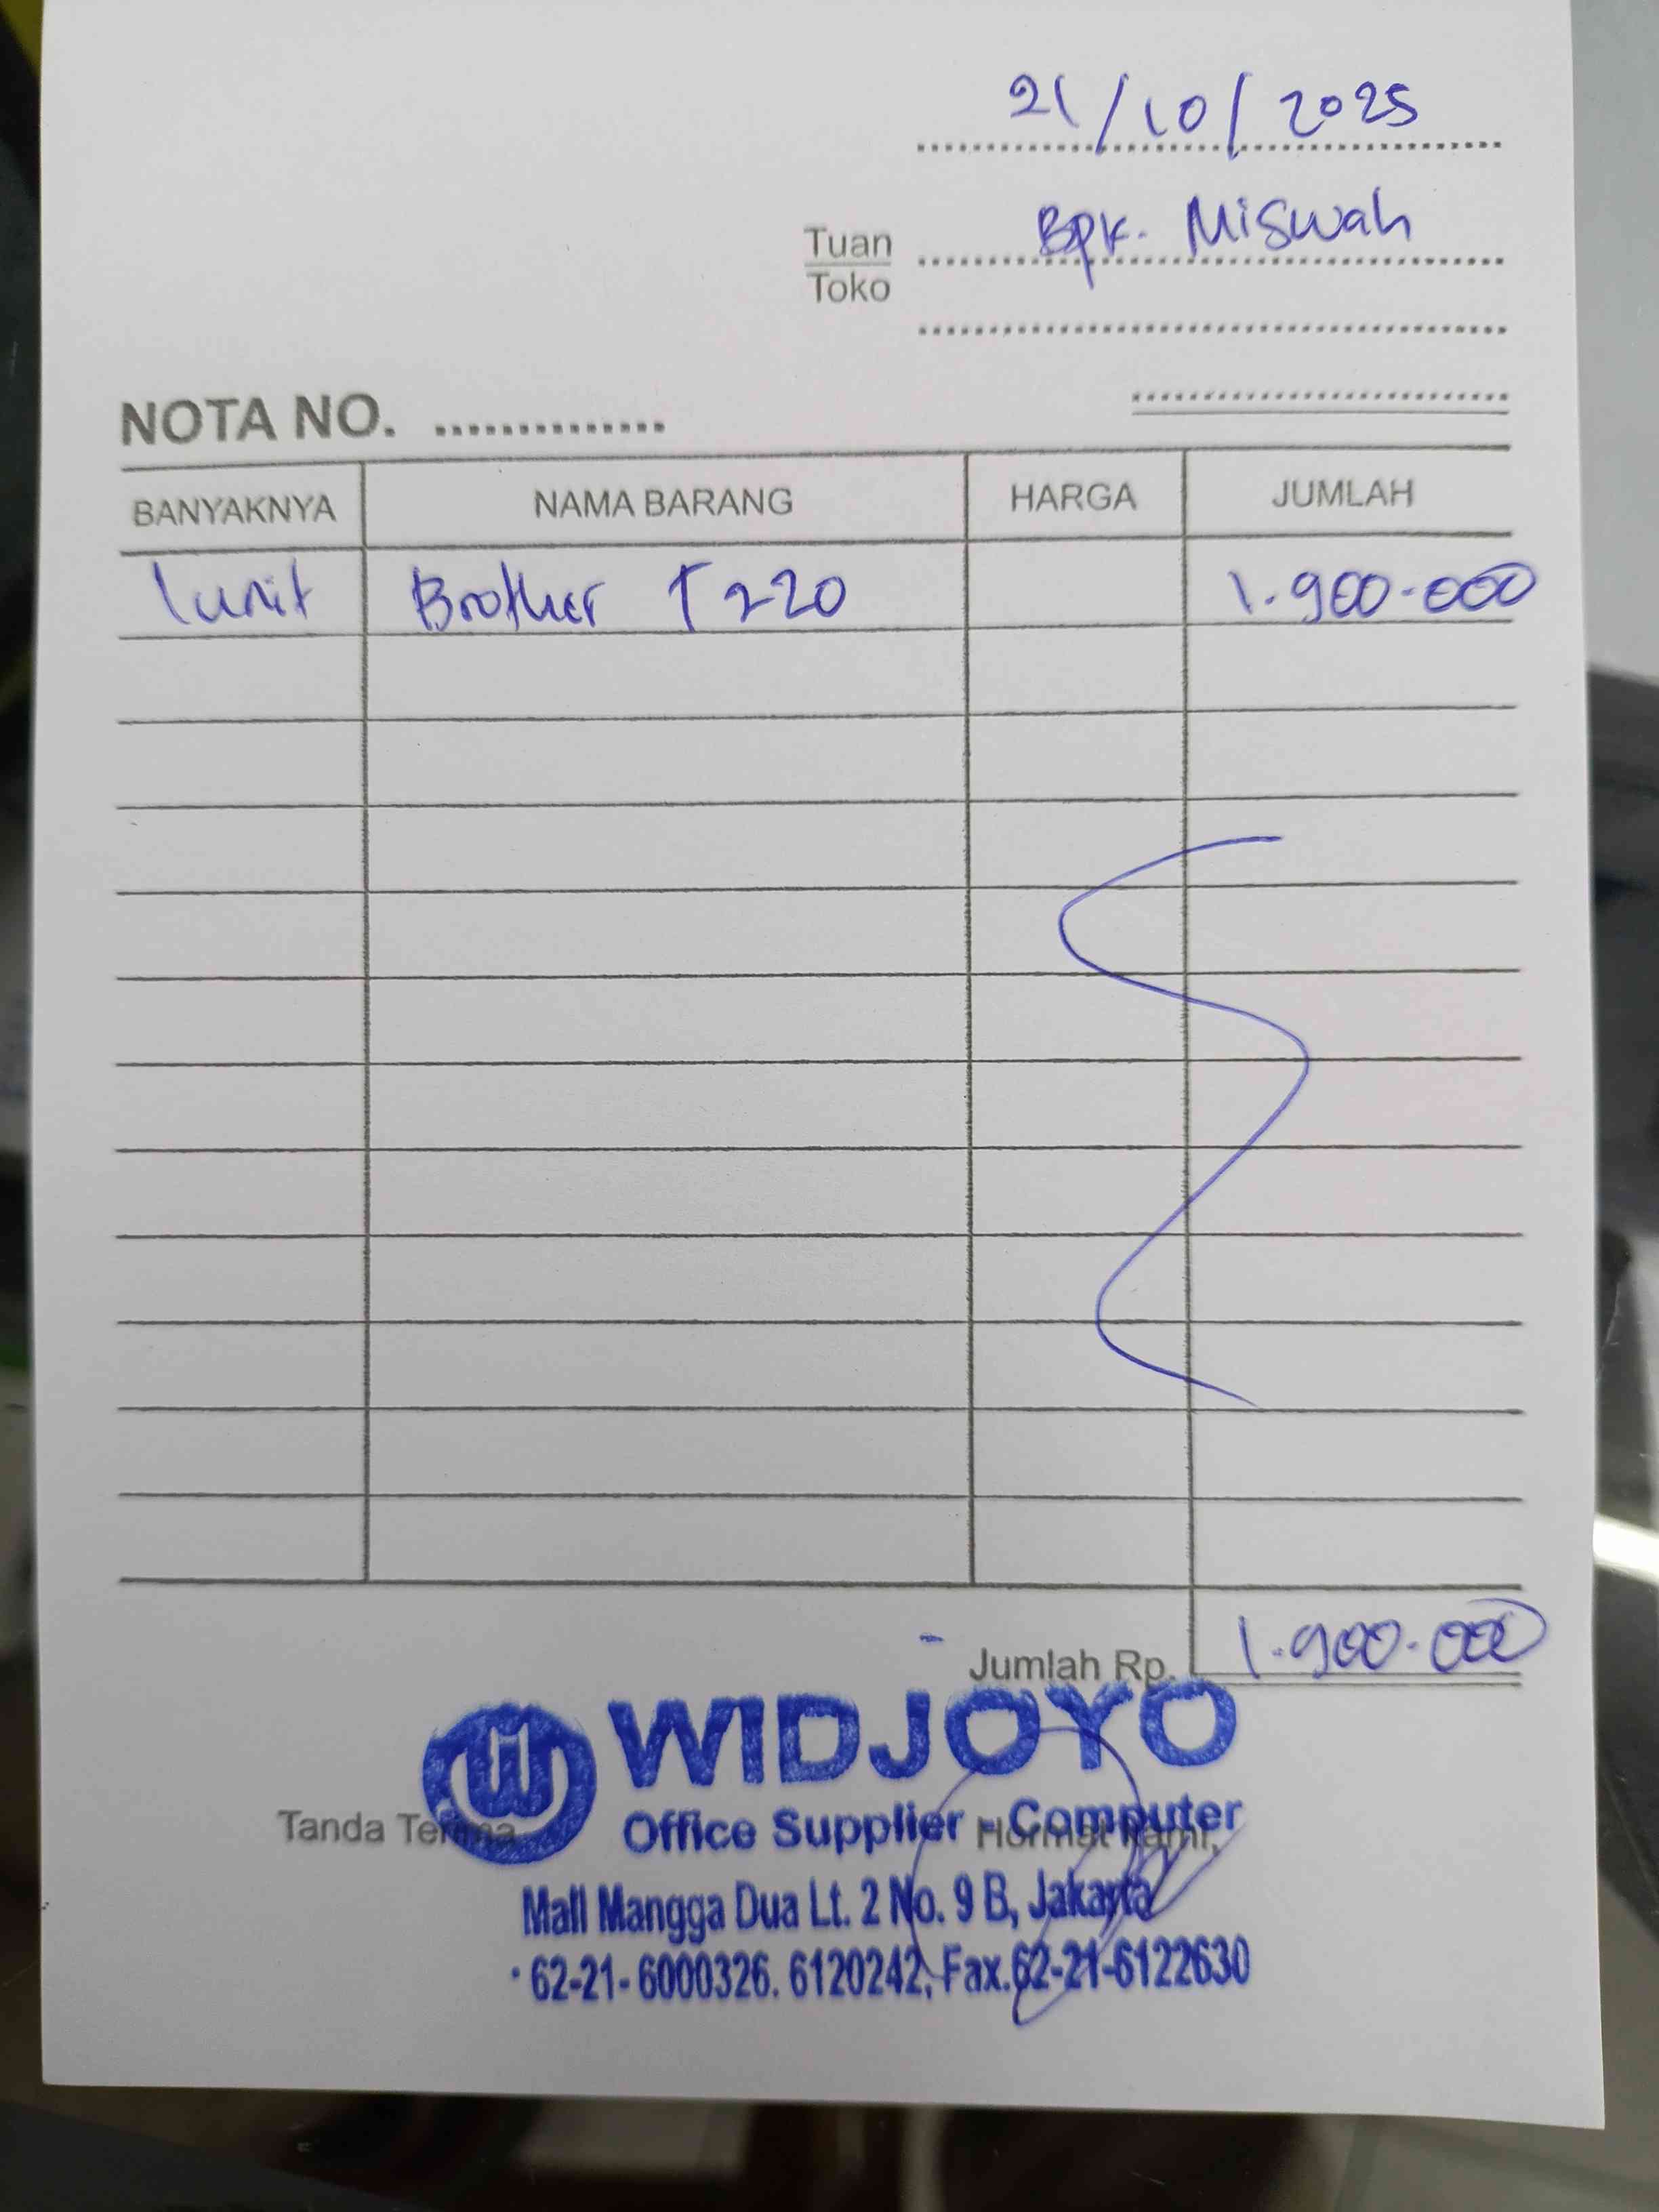 21/10/2025
Tuan Bpk. Miswah
Toko
NOTA NO. ..............
BANYAKNYA NAMA BARANG HARGA JUMLAH
1 unit Brother T220 1.900.000
Jumlah Rp. 1.900.000
WIDJOYO
Tanda Terima Hormat Kami,
Office Supplier - Computer
Mall Mangga Dua Lt. 2 No. 9 B, Jakarta
62-21-6000326. 6120242, Fax.62-21-6122630